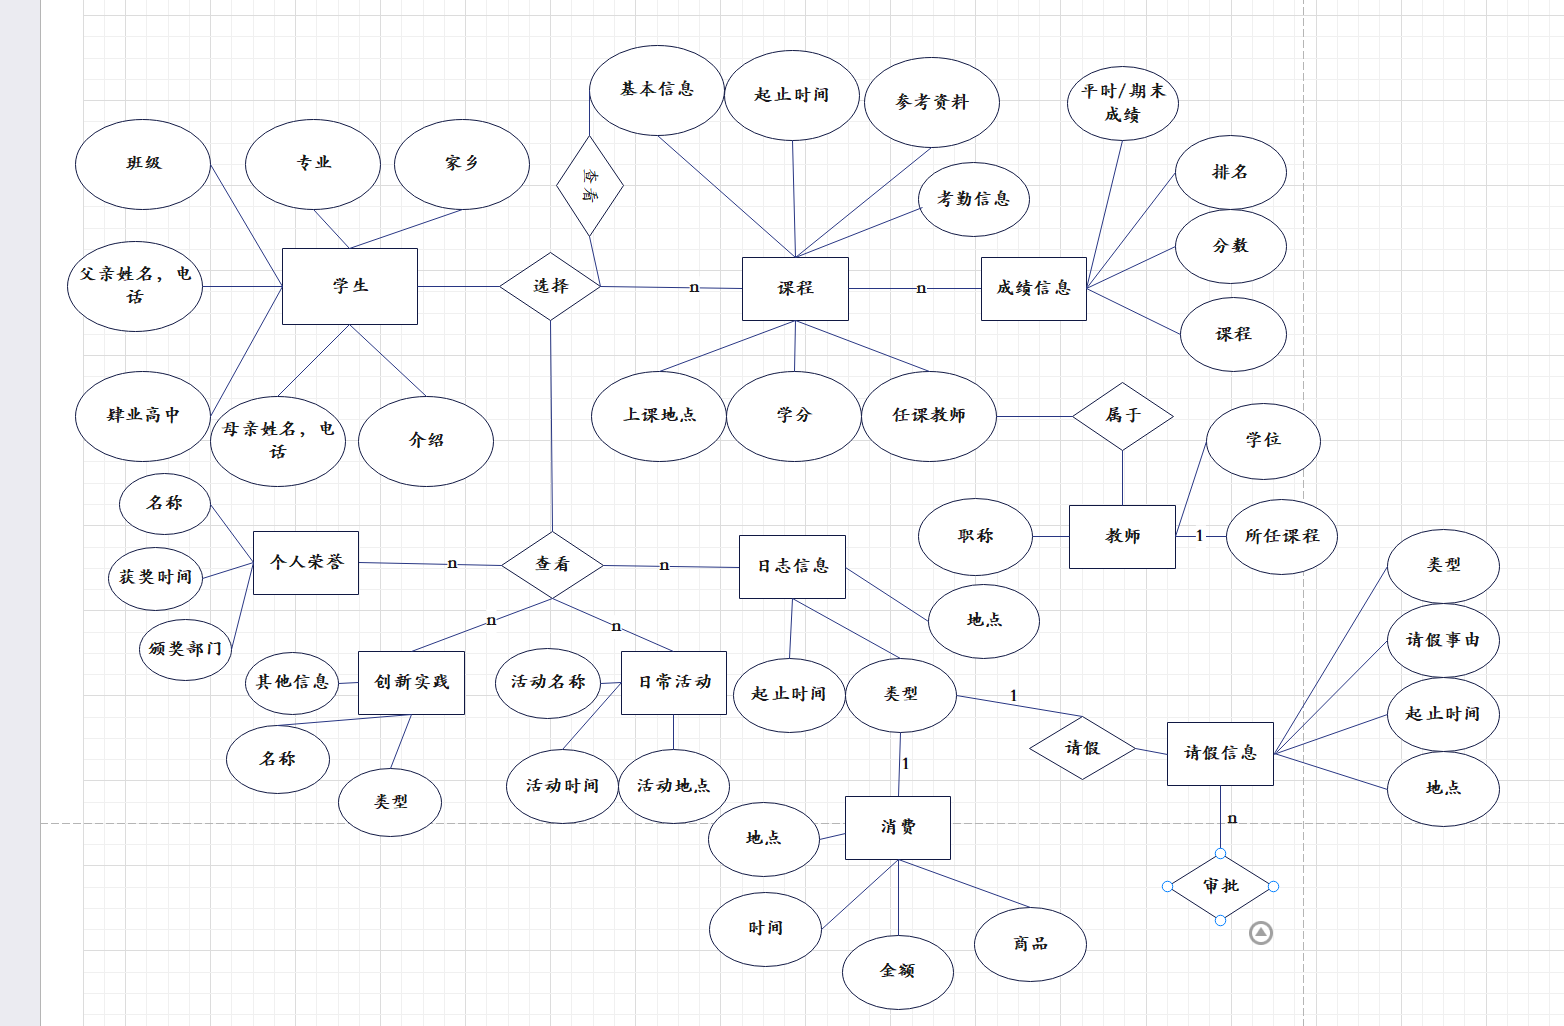 基本信息
起止时间
参考资料
平时/期末
成绩
班级
专业
家乡
查看
考勤信息
排名
分数
父亲姓名，电
话
学生
选择
n
课程
n
成绩信息
课程
肆业高中
母亲姓名，电
话
介绍
上课地点
学分
任课教师
属于
学位
名称
个人荣誉
n
查看
n
日志信息
职称
教师
1
所任课程
类型
获奖时间
颁奖部门
n
n
地点
请假事由
其他信息
创新实践
活动名称
日常活动
起止时间
类型
1
起止时间
名称
类型
活动时间
活动地点
1
请假
请假信息
地点
地点
消费
n
审批
时间
金额
商品